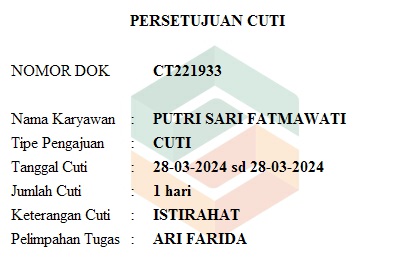 PERSETUJUAN CUTI
NOMOR DOK CT221933
Nama Karyawan : PUTRI SARI FATMAWATI
Tipe Pengajuan : CUTI
Tanggal Cuti : 28-03-2024 sd 28-03-2024
Jumlah Cuti : 1 hari
Keterangan Cuti : ISTIRAHAT
Pelimpahan Tugas : ARI FARIDA